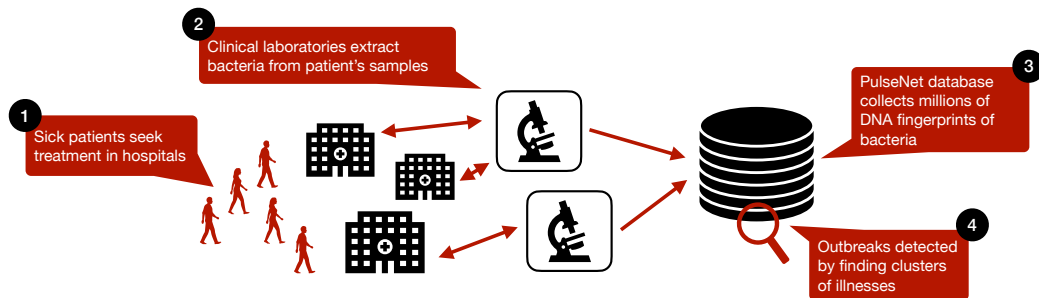 1
Sick patients seek
treatment in hospitals
2
Clinical laboratories extract
bacteria from patient's samples
3
PulseNet database
collects millions of
DNA fingerprints of
bacteria
4
Outbreaks detected
by finding clusters
of illnesses